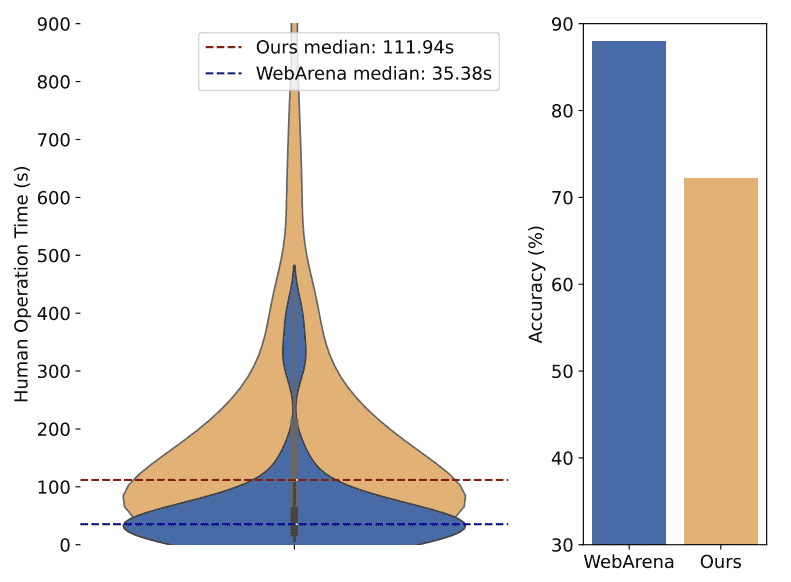 900
800
700
600
500
400
300
200
100
0
Human Operation Time (s)
Ours median: 111.94s
WebArena median: 35.38s
90
80
70
60
50
40
30
Accuracy (%)
WebArena
Ours